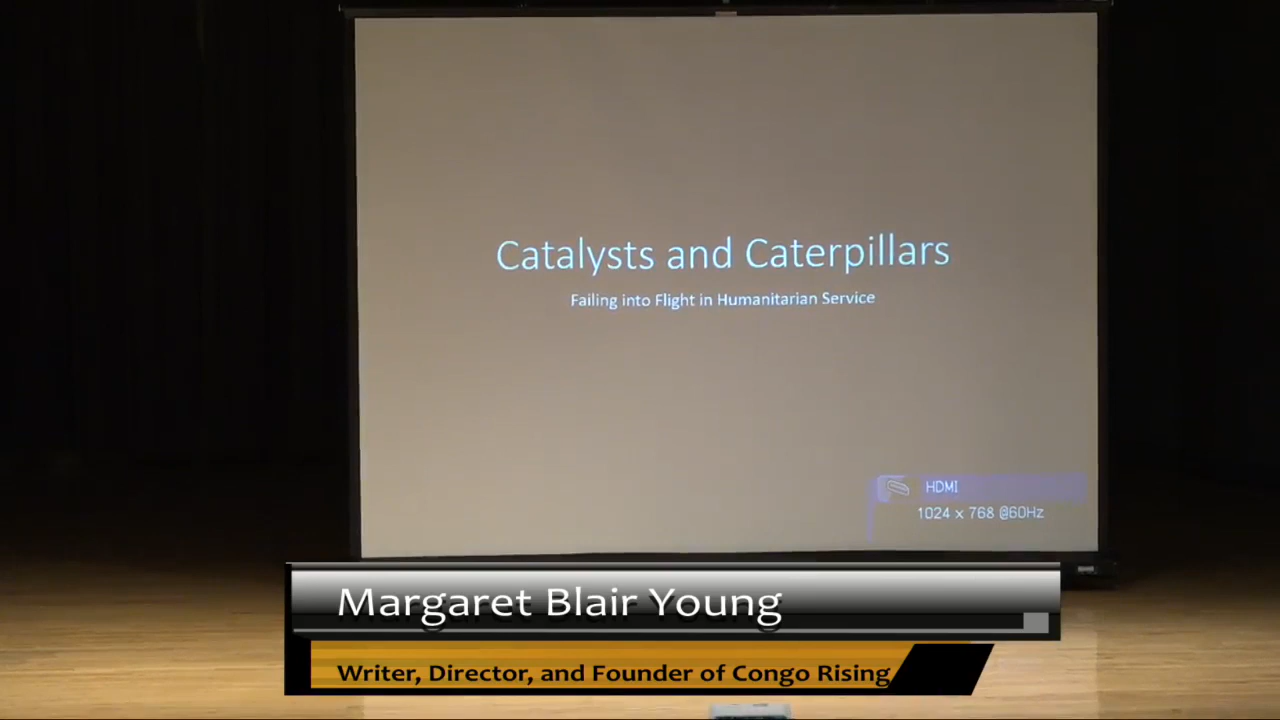 Catalysts and Caterpillars
Failing into Flight in Humanitarian Service
HDMI
1024 x 768 @60Hz
Margaret Blair Young
Writer, Director, and Founder of Congo Rising